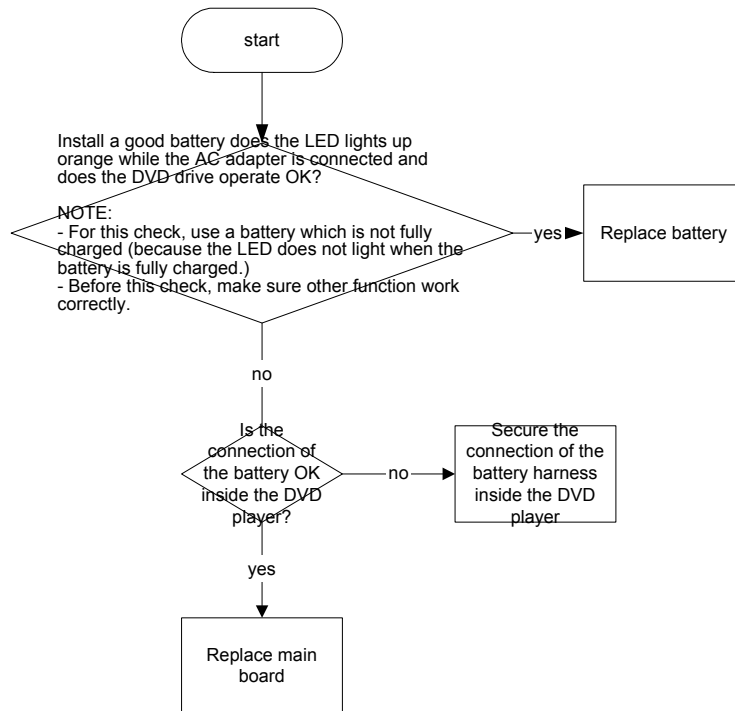 start
Install a good battery does the LED lights up
orange while the AC adapter is connected and
does the DVD drive operate OK?
NOTE:
- For this check, use a battery which is not fully
charged (because the LED does not light when the
battery is fully charged.)
- Before this check, make sure other function work
correctly.
yes
Replace battery
no
Is the
connection of
the battery OK
inside the DVD
player?
no
Secure the
connection of the
battery harness
inside the DVD
player
yes
Replace main
board